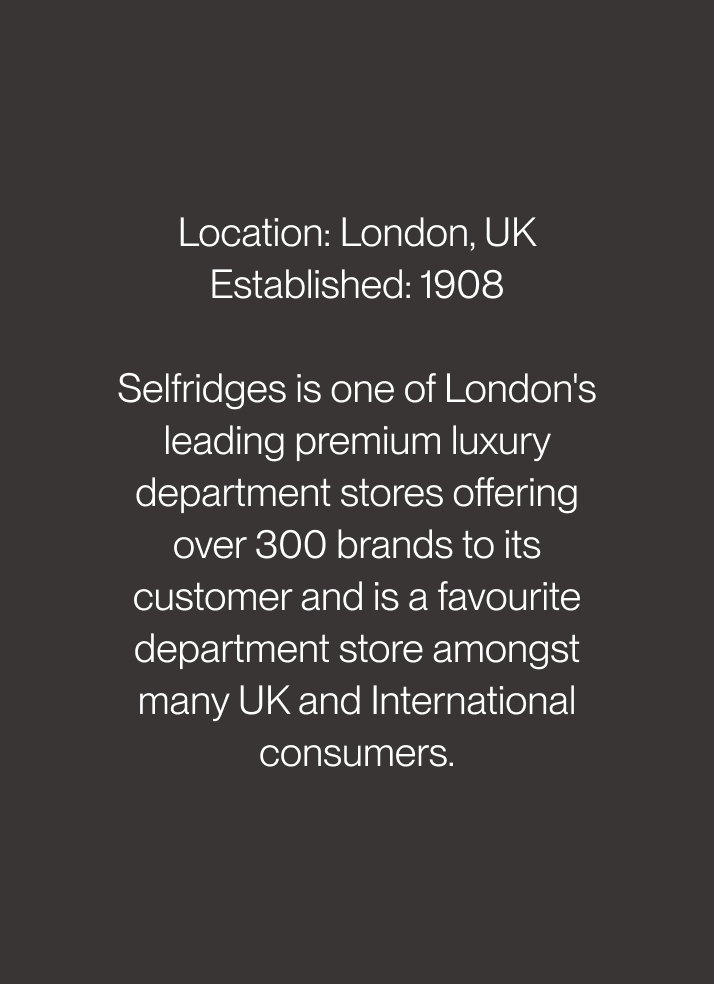 Location: London, UK
Established: 1908
Selfridges is one of London's
leading premium luxury
department stores offering
over 300 brands to its
customer and is a favourite
department store amongst
many UK and International
consumers.